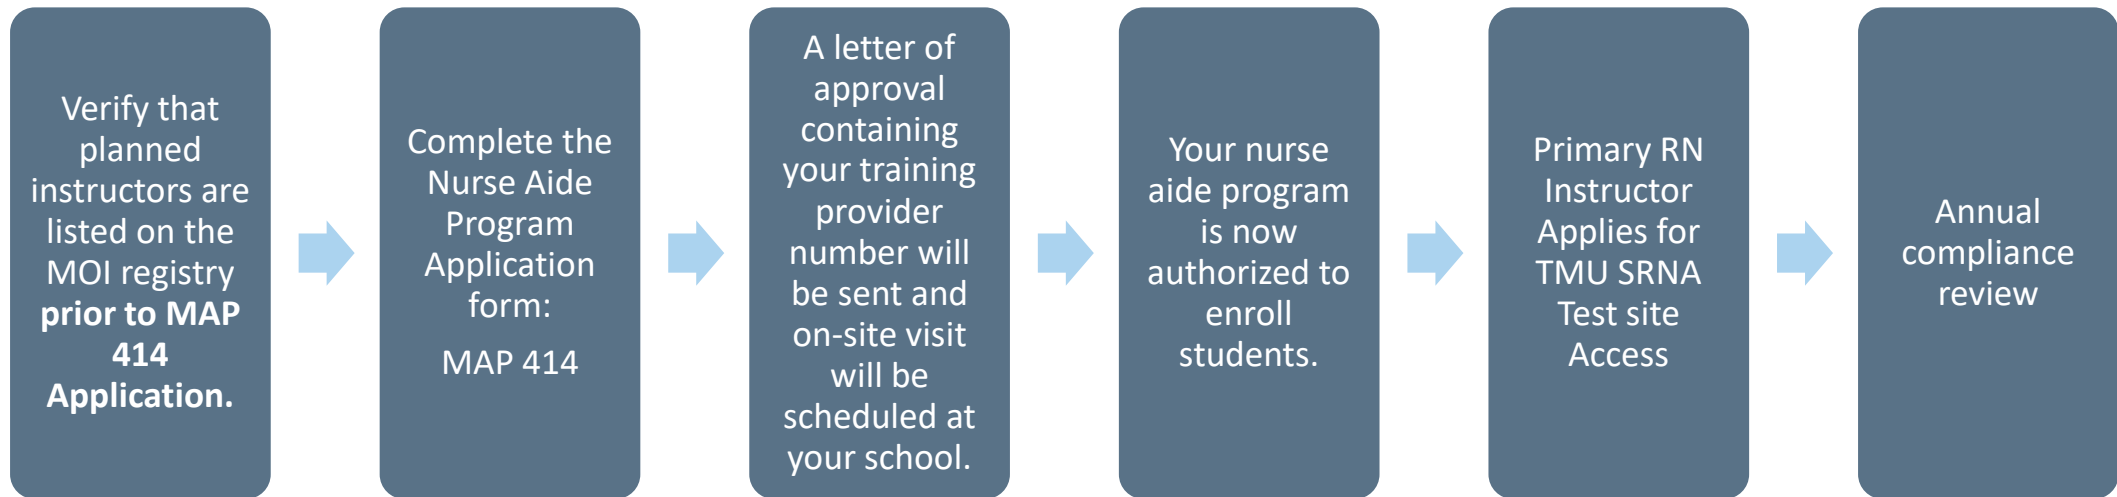 Verify that
planned
instructors are
listed on the
MOI registry
prior to MAP
414
Application.
Complete the
Nurse Aide
Program
Application
form:
MAP 414
A letter of
approval
containing
your training
provider
number will
be sent and
on-site visit
will be
scheduled at
your school.
Your nurse
aide program
is now
authorized to
enroll
students.
Primary RN
Instructor
Applies for
TMU SRNA
Test site
Access
Annual
compliance
review